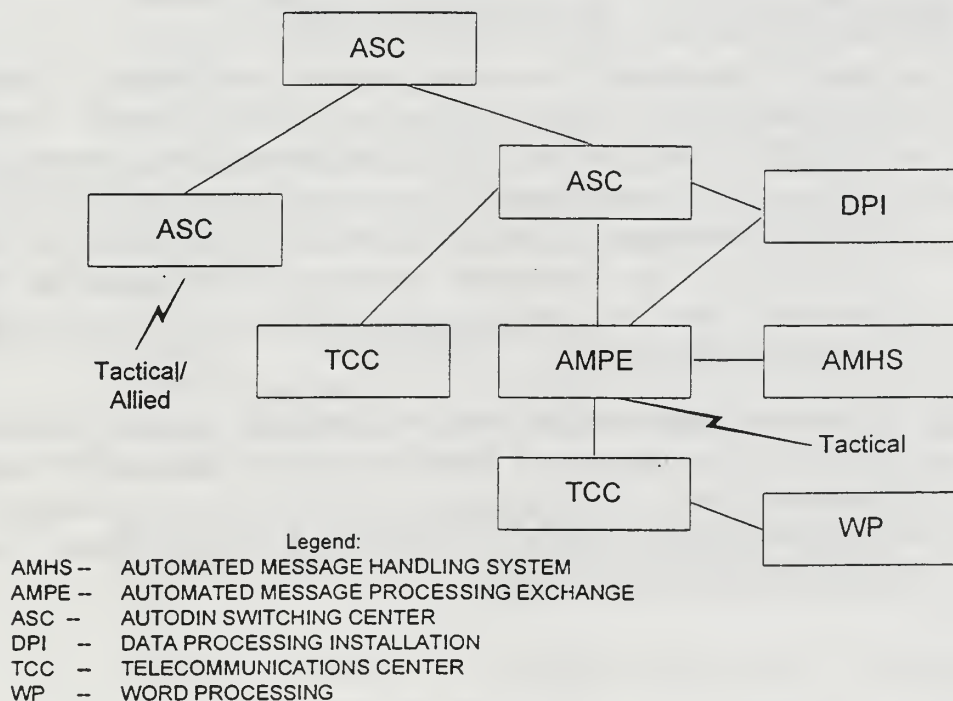 ASC
ASC
DPI
ASC
TCC
AMPE
AMHS
Tactical/
Allied
Tactical
TCC
WP
Legend:
AMHS -- AUTOMATED MESSAGE HANDLING SYSTEM
AMPE -- AUTOMATED MESSAGE PROCESSING EXCHANGE
ASC -- AUTODIN SWITCHING CENTER
DPI -- DATA PROCESSING INSTALLATION
TCC -- TELECOMMUNICATIONS CENTER
WP -- WORD PROCESSING